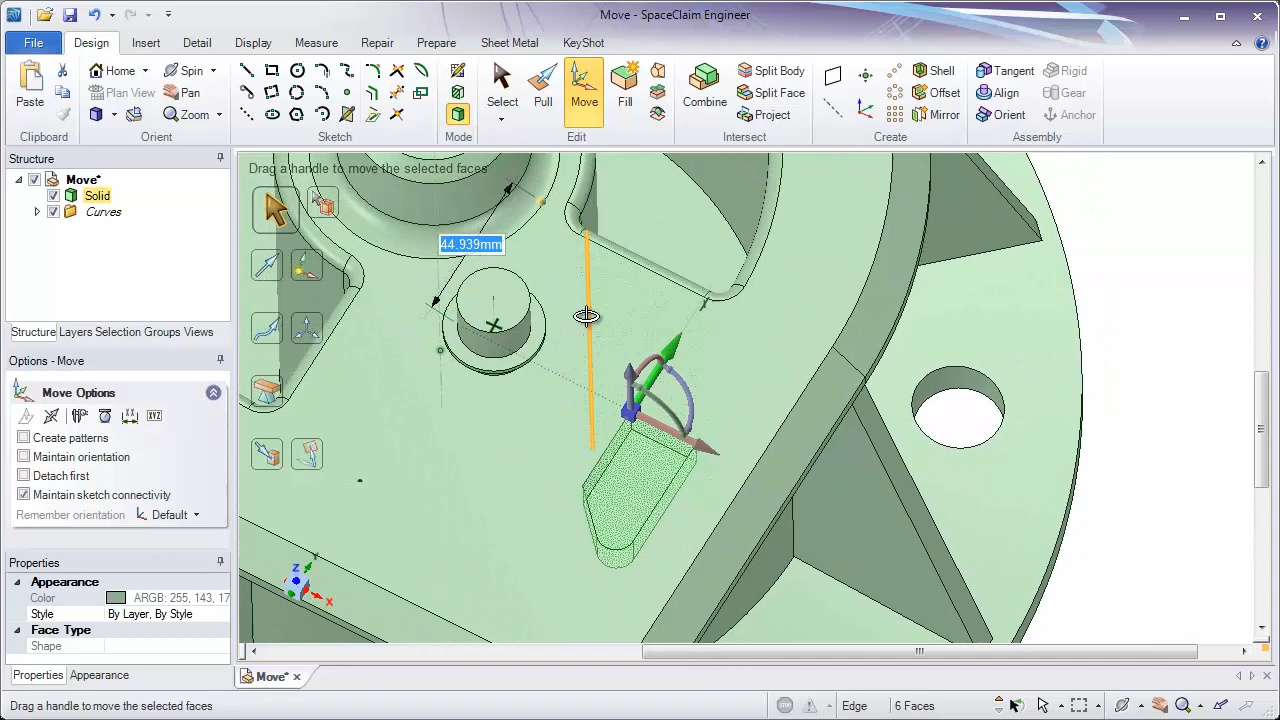 Move - SpaceClaim Engineer
File Design Insert Detail Display Measure Repair Prepare Sheet Metal KeyShot
Paste
Home
Plan View
Spin
Pan
Zoom
Select
Pull
Move
Fill
Combine
Split Body
Split Face
Project
Shell
Offset
Mirror
Tangent
Align
Orient
Rigid
Gear
Anchor
Clipboard Orient Sketch Mode Edit Intersect Create Assembly
Structure
Move*
Solid
Curves
Structure Layers Selection Groups Views
Options - Move
Move Options
XYZ
Create patterns
Maintain orientation
Detach first
Maintain sketch connectivity
Remember orientation Default
Properties
Appearance
Color ARGB: 255, 143, 17
Style By Layer, By Style
Face Type
Shape
Properties Appearance
Drag a handle to move the selected faces
44.939mm
Z
Y
X
Move*
Drag a handle to move the selected faces
Edge 6 Faces